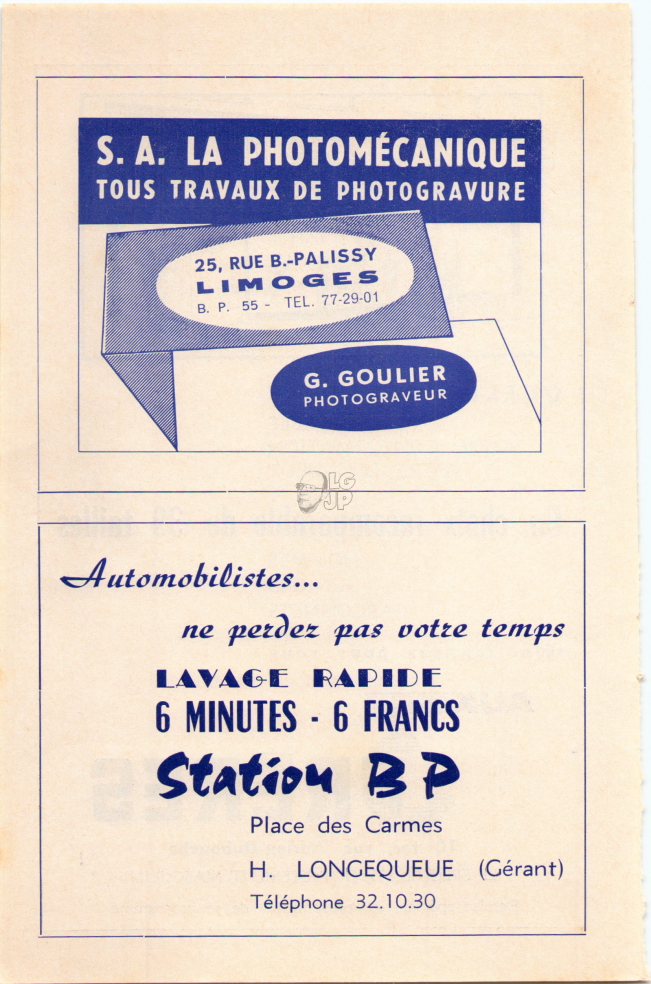 S. A. LA PHOTOMÉCANIQUE
TOUS TRAVAUX DE PHOTOGRAVURE
25, RUE B.-PALISSY
LIMOGES
B. P. 55 - TEL. 77-29-01
G. GOULIER
PHOTOGRAVEUR
LG
JP
Automobilistes...
ne perdez pas votre temps
LAVAGE RAPIDE
6 MINUTES - 6 FRANCS
Station BP
Place des Carmes
H. LONGEQUEUE (Gérant)
Téléphone 32.10.30